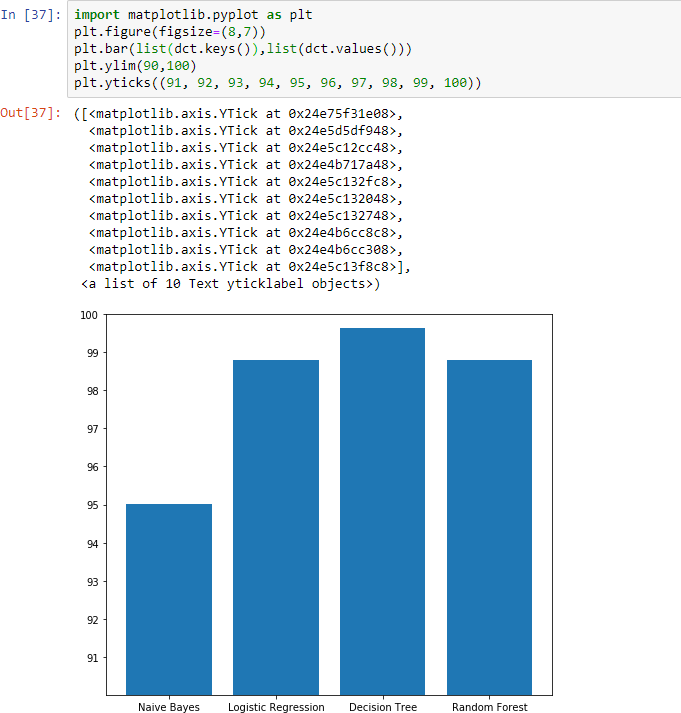 In [37]: import matplotlib.pyplot as plt
plt.figure(figsize=(8,7))
plt.bar(list(dct.keys()),list(dct.values()))
plt.ylim(90,100)
plt.yticks((91, 92, 93, 94, 95, 96, 97, 98, 99, 100))
Out[37]: ([<matplotlib.axis.YTick at 0x24e75f31e08>,
<matplotlib.axis.YTick at 0x24e5d5df948>,
<matplotlib.axis.YTick at 0x24e5c12cc48>,
<matplotlib.axis.YTick at 0x24e4b717a48>,
<matplotlib.axis.YTick at 0x24e5c132fc8>,
<matplotlib.axis.YTick at 0x24e5c132048>,
<matplotlib.axis.YTick at 0x24e5c132748>,
<matplotlib.axis.YTick at 0x24e4b6cc8c8>,
<matplotlib.axis.YTick at 0x24e4b6cc308>,
<matplotlib.axis.YTick at 0x24e5c13f8c8>],
<a list of 10 Text yticklabel objects>)
100
99
98
97
96
95
94
93
92
91
Naive Bayes Logistic Regression Decision Tree Random Forest